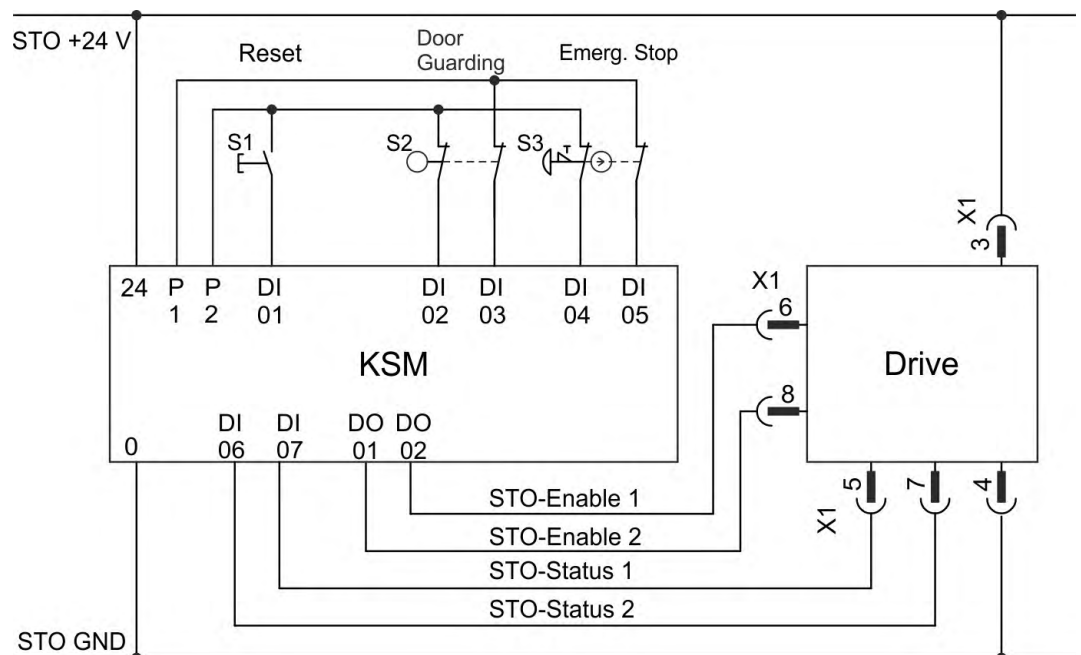 STO +24 V
Reset
Door
Guarding
Emerg. Stop
S1
S2
S3
X1
3
24 P P DI DI DI DI DI
1 2 01 02 03 04 05
X1
6
KSM
Drive
8
0
DI DI DO DO
06 07 01 02
5 7 4
X1
STO-Enable 1
STO-Enable 2
STO-Status 1
STO-Status 2
STO GND